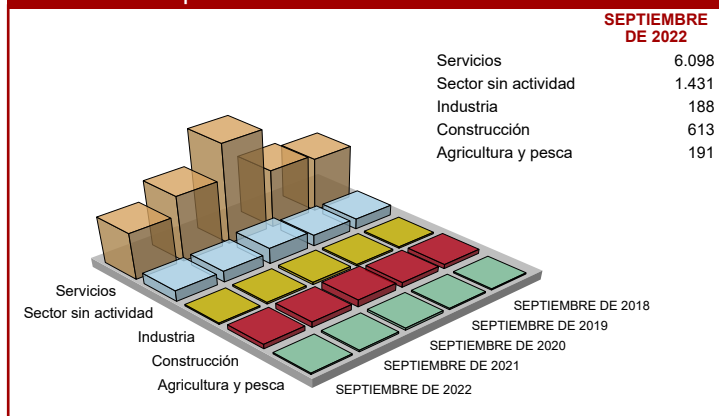 SEPTIEMBRE
DE 2022
Servicios 6.098
Sector sin actividad 1.431
Industria 188
Construcción 613
Agricultura y pesca 191
Servicios
Sector sin actividad
Industria
Construcción
Agricultura y pesca
SEPTIEMBRE DE 2018
SEPTIEMBRE DE 2019
SEPTIEMBRE DE 2020
SEPTIEMBRE DE 2021
SEPTIEMBRE DE 2022